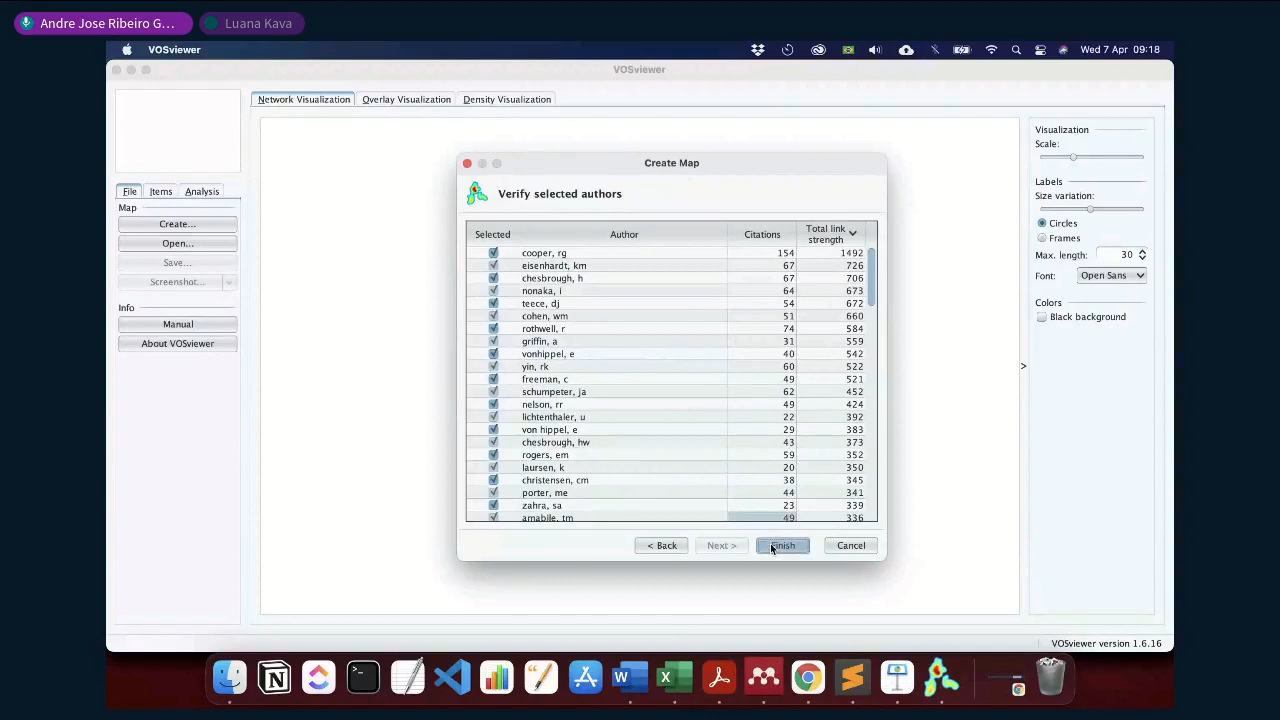 Andre Jose Ribeiro G...
Luana Kava
VOSviewer
Wed 7 Apr 09:18
VOSviewer
Network Visualization
Overlay Visualization
Density Visualization
File
Items
Analysis
Map
Create...
Open...
Save...
Screenshot...
Info
Manual
About VOSviewer
Create Map
Verify selected authors
Selected Author Citations Total link strength
cooper, rg 154 1492
eisenhardt, km 67 726
chesbrough, h 67 706
nonaka, i 64 673
teece, dj 54 672
cohen, wm 51 660
rothwell, r 74 584
griffin, a 31 559
vonhippel, e 40 542
yin, rk 60 522
freeman, c 49 521
schumpeter, ja 62 452
nelson, rr 49 424
lichtenthaler, u 22 392
von hippel, e 29 383
chesbrough, hw 43 373
rogers, em 59 352
laursen, k 20 350
christensen, cm 38 345
porter, me 44 341
zahra, sa 23 339
amabile, tm 49 336
< Back
Next >
Finish
Cancel
Visualization
Scale:
Labels
Size variation:
Circles
Frames
Max. length: 30
Font: Open Sans
Colors
Black background
>
VOSviewer version 1.6.16